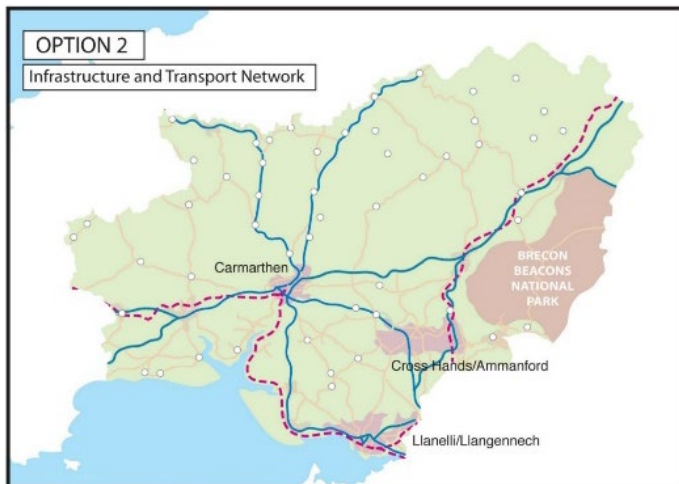 OPTION 2
Infrastructure and Transport Network
Carmarthen
BRECON
BEACONS
NATIONAL
PARK
Cross Hands/Ammanford
Llanelli/Llangennech